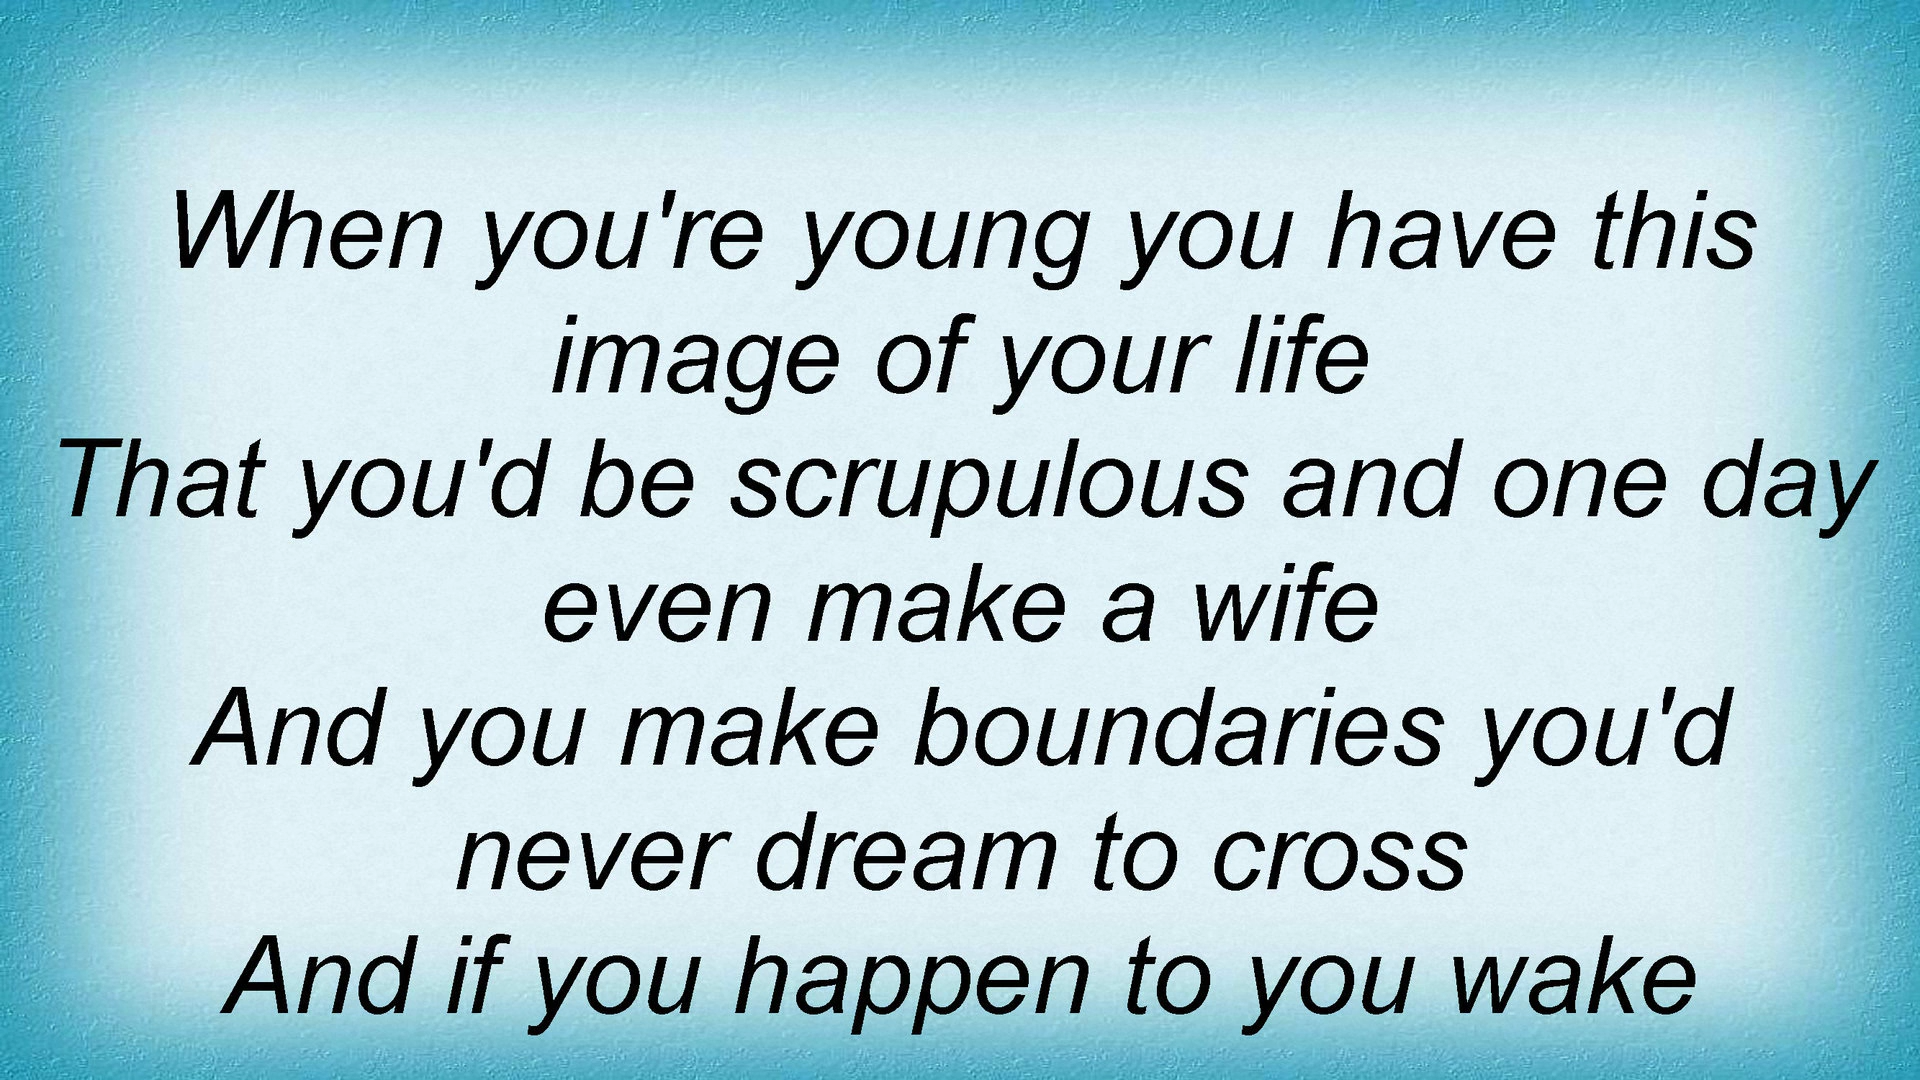 When you're young you have this
image of your life
That you'd be scrupulous and one day
even make a wife
And you make boundaries you'd
never dream to cross
And if you happen to you wake